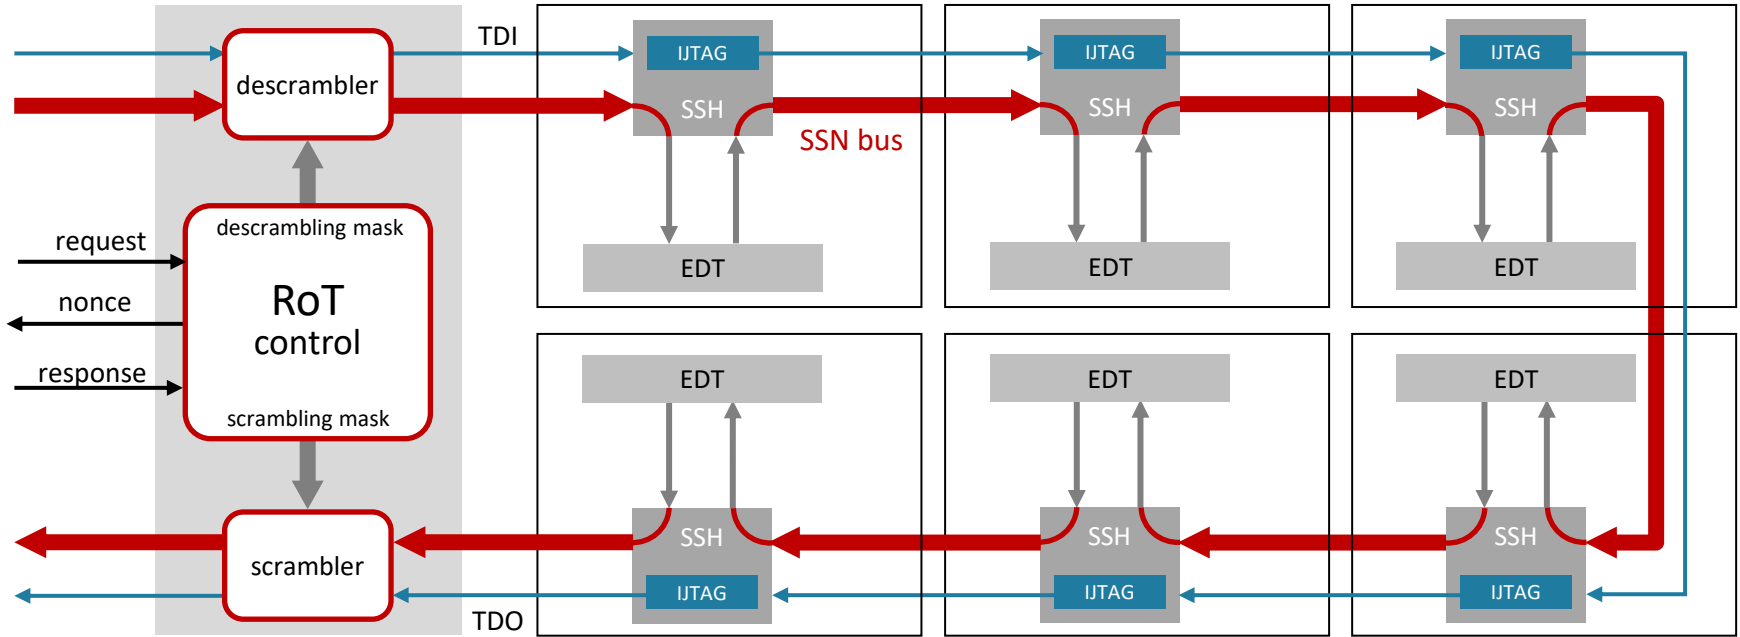 TDI
IJTAG
IJTAG
IJTAG
descrambler
SSH
SSH
SSH
SSN bus
descrambling mask
request
EDT
EDT
EDT
RoT
control
nonce
response
EDT
EDT
EDT
scrambling mask
SSH
SSH
SSH
scrambler
IJTAG
IJTAG
IJTAG
TDO